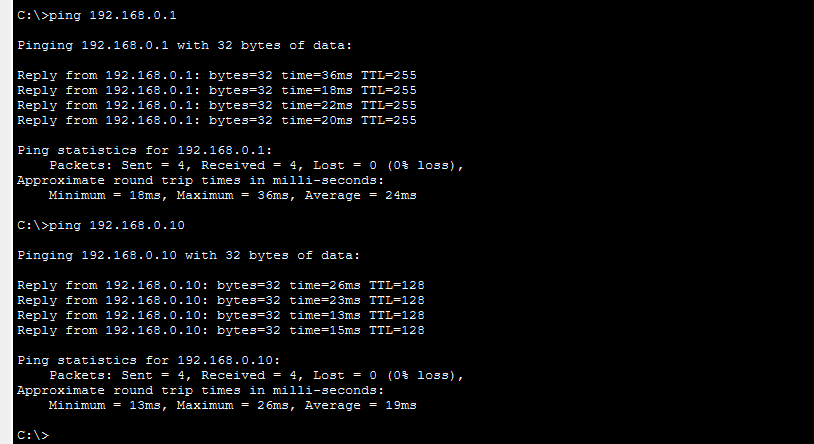 C:\>ping 192.168.0.1
Pinging 192.168.0.1 with 32 bytes of data:
Reply from 192.168.0.1: bytes=32 time=36ms TTL=255
Reply from 192.168.0.1: bytes=32 time=18ms TTL=255
Reply from 192.168.0.1: bytes=32 time=22ms TTL=255
Reply from 192.168.0.1: bytes=32 time=20ms TTL=255
Ping statistics for 192.168.0.1:
    Packets: Sent = 4, Received = 4, Lost = 0 (0% loss),
Approximate round trip times in milli-seconds:
    Minimum = 18ms, Maximum = 36ms, Average = 24ms
C:\>ping 192.168.0.10
Pinging 192.168.0.10 with 32 bytes of data:
Reply from 192.168.0.10: bytes=32 time=26ms TTL=128
Reply from 192.168.0.10: bytes=32 time=23ms TTL=128
Reply from 192.168.0.10: bytes=32 time=13ms TTL=128
Reply from 192.168.0.10: bytes=32 time=15ms TTL=128
Ping statistics for 192.168.0.10:
    Packets: Sent = 4, Received = 4, Lost = 0 (0% loss),
Approximate round trip times in milli-seconds:
    Minimum = 13ms, Maximum = 26ms, Average = 19ms
C:\>